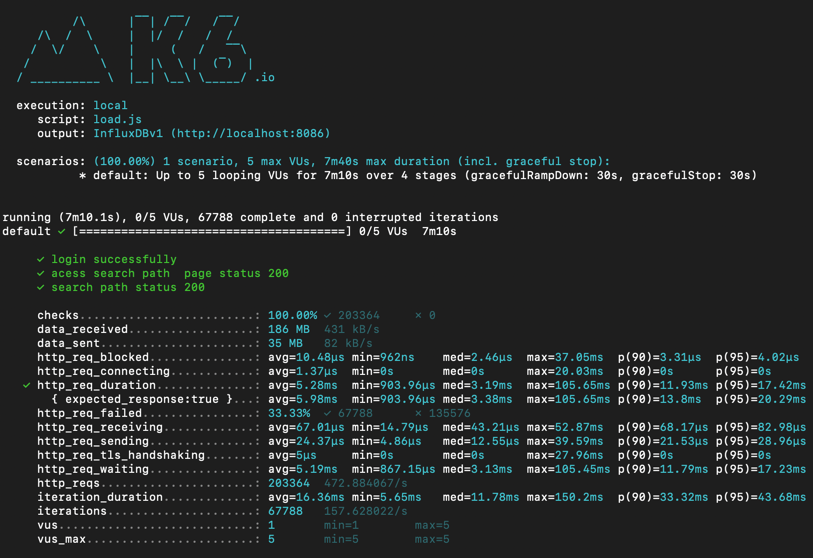 .io
execution: local
script: load.js
output: InfluxDBv1 (http://localhost:8086)
scenarios: (100.00%) 1 scenario, 5 max VUs, 7m40s max duration (incl. graceful stop):
* default: Up to 5 looping VUs for 7m10s over 4 stages (gracefulRampDown: 30s, gracefulStop: 30s)
running (7m10.1s), 0/5 VUs, 67788 complete and 0 interrupted iterations
default ✓ [======================================] 0/5 VUs  7m10s
✓ login successfully
✓ acess search path  page status 200
✓ search path status 200
checks.........................: 100.00% ✓ 203364     ✗ 0
data_received..................: 186 MB  431 kB/s
data_sent......................: 35 MB   82 kB/s
http_req_blocked...............: avg=10.48µs min=962ns    med=2.46µs  max=37.05ms  p(90)=3.31µs  p(95)=4.02µs
http_req_connecting............: avg=1.37µs  min=0s       med=0s      max=20.03ms  p(90)=0s      p(95)=0s
✓ http_req_duration..............: avg=5.28ms  min=903.96µs med=3.19ms  max=105.65ms p(90)=11.93ms p(95)=17.42ms
{ expected_response:true }...: avg=5.98ms  min=903.96µs med=3.38ms  max=105.65ms p(90)=13.8ms  p(95)=20.29ms
http_req_failed................: 33.33%  ✓ 67788      ✗ 135576
http_req_receiving.............: avg=67.01µs min=14.79µs  med=43.21µs max=52.87ms  p(90)=68.17µs p(95)=82.98µs
http_req_sending...............: avg=24.37µs min=4.86µs   med=12.55µs max=39.59ms  p(90)=21.53µs p(95)=28.96µs
http_req_tls_handshaking.......: avg=5µs     min=0s       med=0s      max=27.96ms  p(90)=0s      p(95)=0s
http_req_waiting...............: avg=5.19ms  min=867.15µs med=3.13ms  max=105.45ms p(90)=11.79ms p(95)=17.23ms
http_reqs......................: 203364  472.884067/s
iteration_duration.............: avg=16.36ms min=5.65ms   med=11.78ms max=150.2ms  p(90)=33.32ms p(95)=43.68ms
iterations.....................: 67788   157.628022/s
vus............................: 1       min=1        max=5
vus_max........................: 5       min=5        max=5